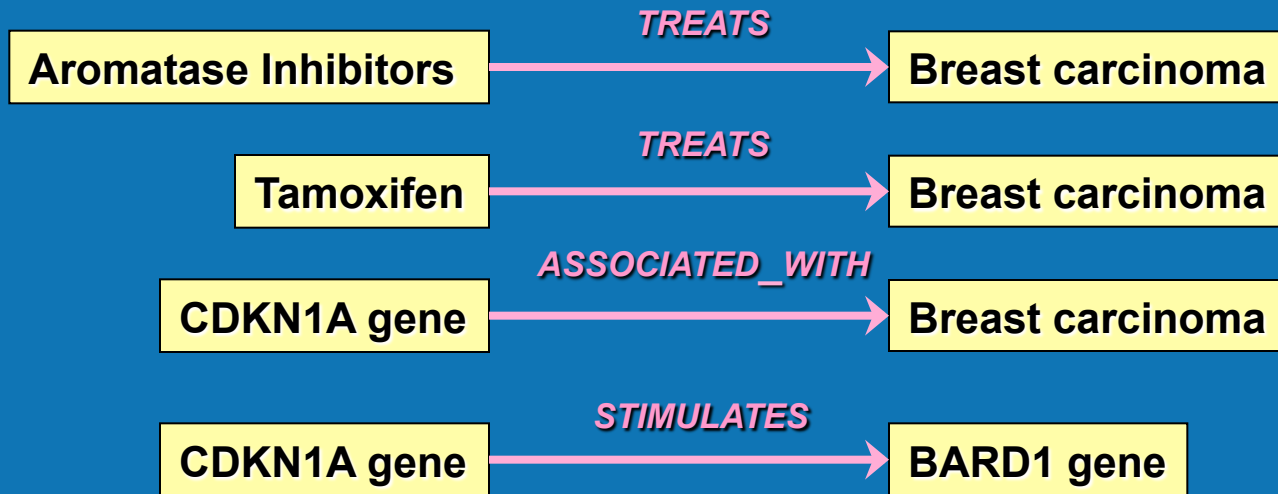 TREATS
Aromatase Inhibitors Breast carcinoma
TREATS
Tamoxifen Breast carcinoma
ASSOCIATED_WITH
CDKN1A gene Breast carcinoma
STIMULATES
CDKN1A gene BARD1 gene